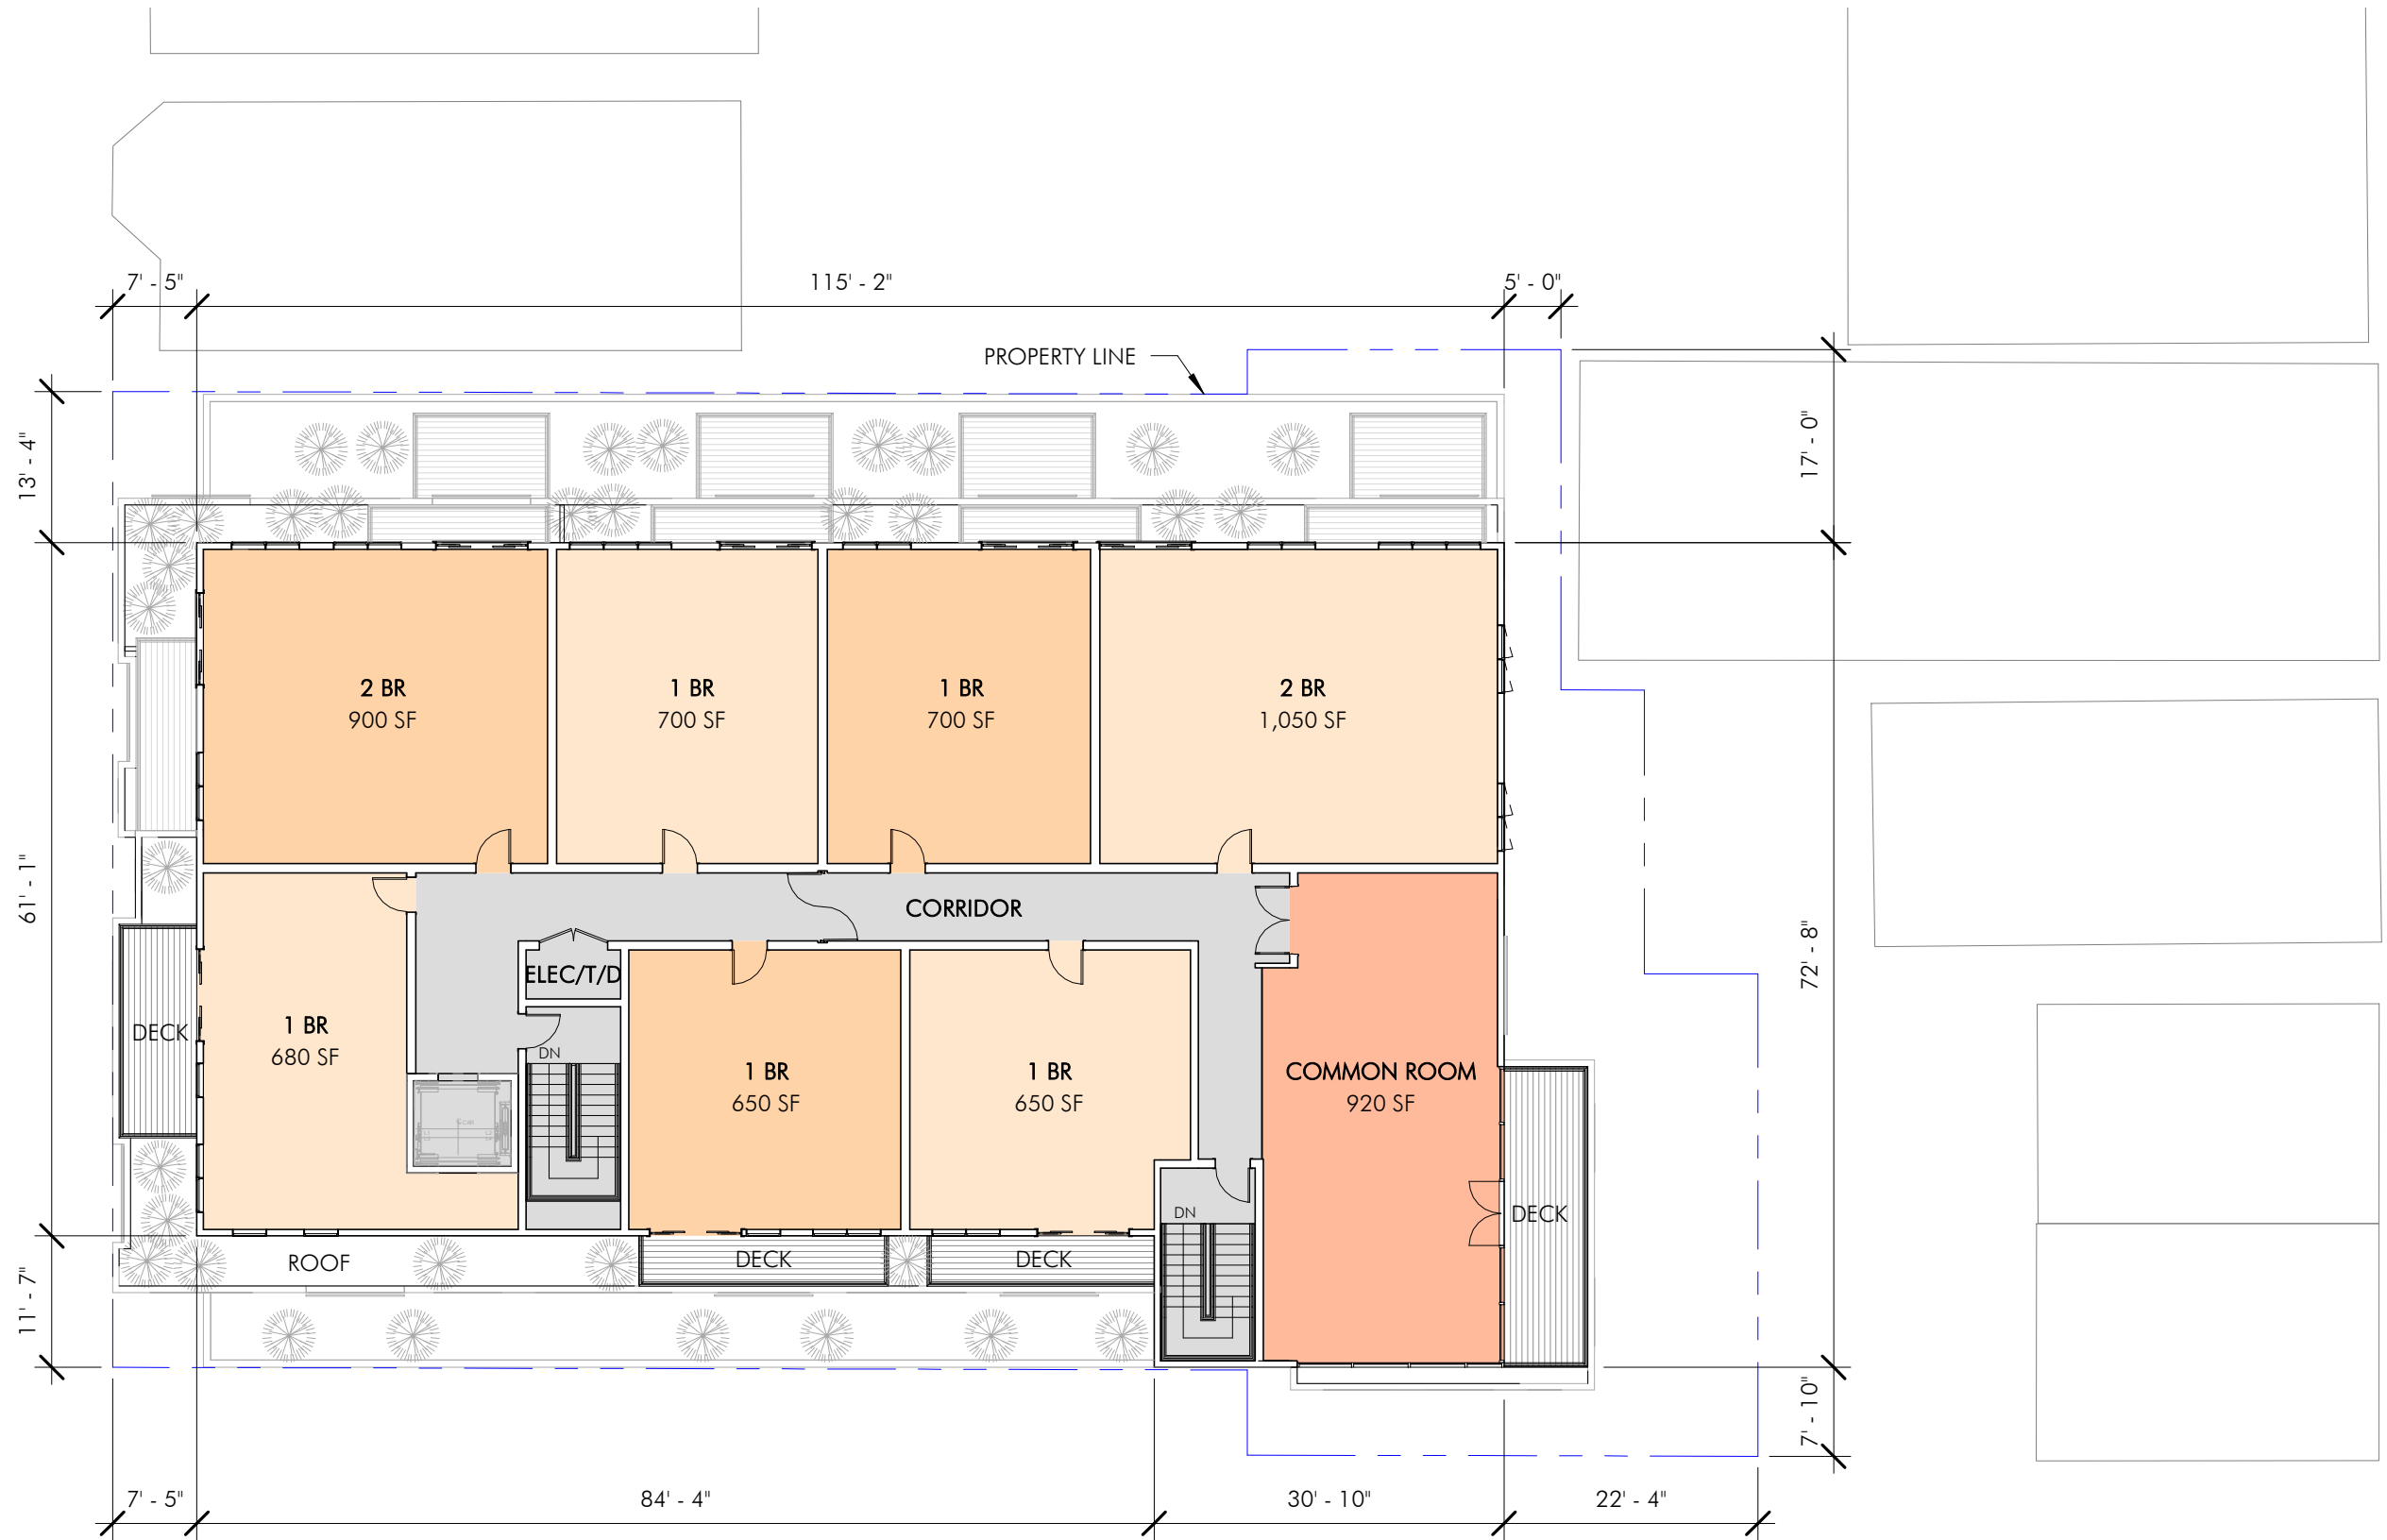 7' - 5"
115' - 2"
5' - 0"
PROPERTY LINE
13' - 4"
17' - 0"
2 BR
900 SF
1 BR
700 SF
1 BR
700 SF
2 BR
1,050 SF
61' - 1"
CORRIDOR
72' - 8"
ELEC/T/D
DECK
1 BR
680 SF
DN
1 BR
650 SF
1 BR
650 SF
COMMON ROOM
920 SF
DN
DECK
ROOF
DECK
DECK
11' - 7"
7' - 10"
7' - 5"
84' - 4"
30' - 10"
22' - 4"